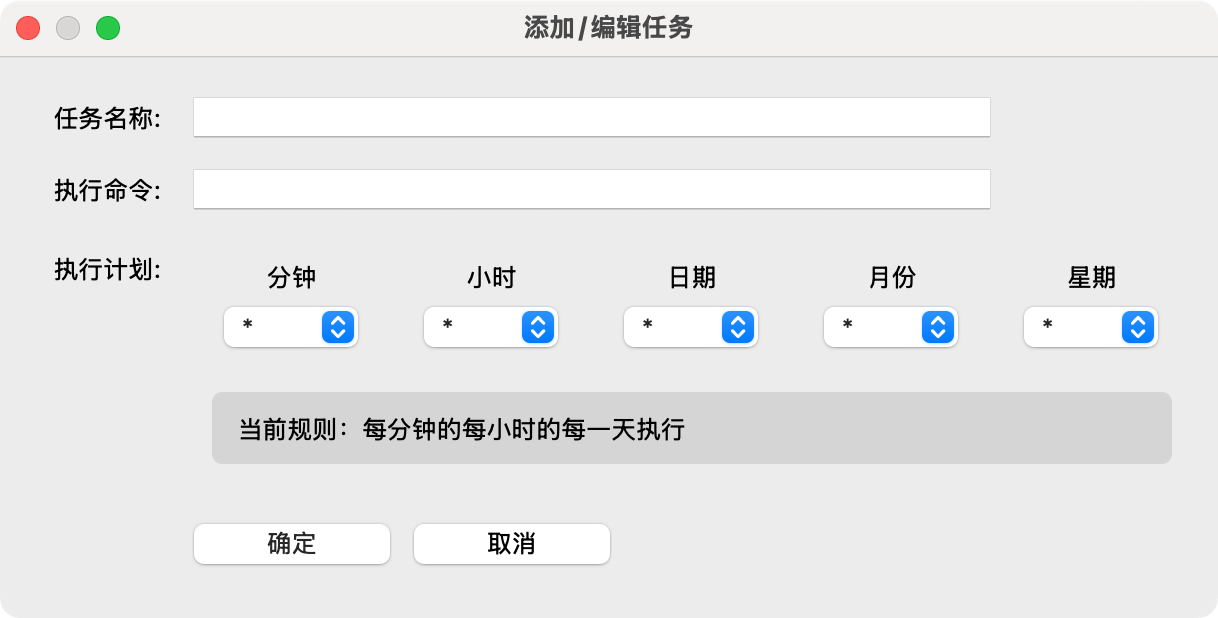 添加/编辑任务
任务名称:
执行命令:
执行计划:
分钟 小时 日期 月份 星期
* * * * *
当前规则：每分钟的每小时的每一天执行
确定 取消